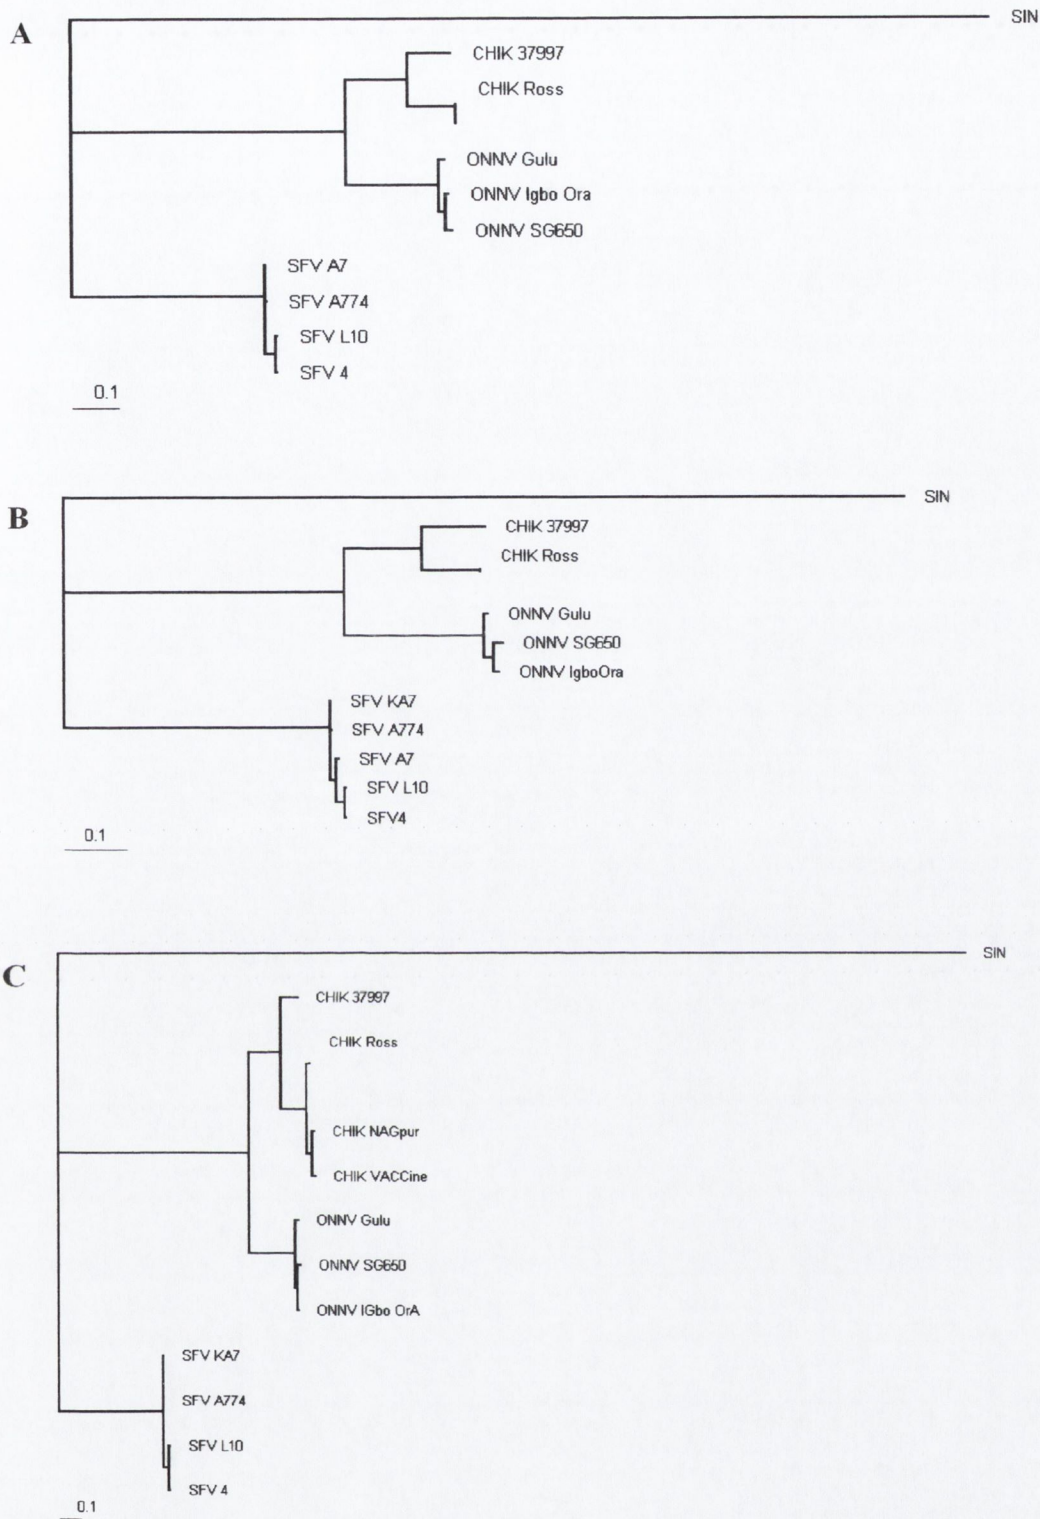 A
SIN
CHIK 37997
CHIK Ross
ONNV Gulu
ONNV Igbo Ora
ONNV SG650
SFV A7
SFV A774
SFV L10
SFV 4
0.1
B
SIN
CHIK 37997
CHIK Ross
ONNV Gulu
ONNV SG650
ONNV IgboOra
SFV KA7
SFV A774
SFV A7
SFV L10
SFV4
0.1
C
SIN
CHIK 37997
CHIK Ross
CHIK NAGpur
CHIK VACCine
ONNV Gulu
ONNV SG650
ONNV IGbo OrA
SFV KA7
SFV A774
SFV L10
SFV 4
0.1